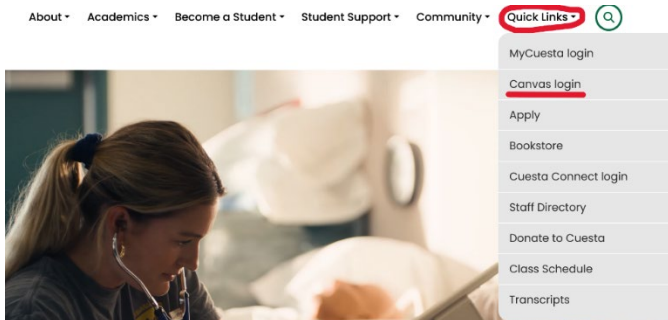 About Academics Become a Student Student Support Community Quick Links
MyCuesta login
Canvas login
Apply
Bookstore
Cuesta Connect login
Staff Directory
Donate to Cuesta
Class Schedule
Transcripts